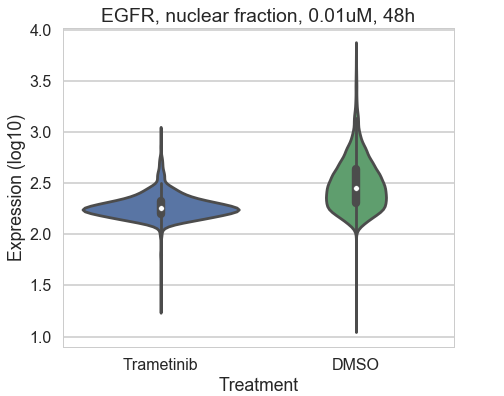 EGFR, nuclear fraction, 0.01uM, 48h
4.0
3.5
3.0
2.5
2.0
1.5
1.0
Expression (log10)
Trametinib DMSO
Treatment